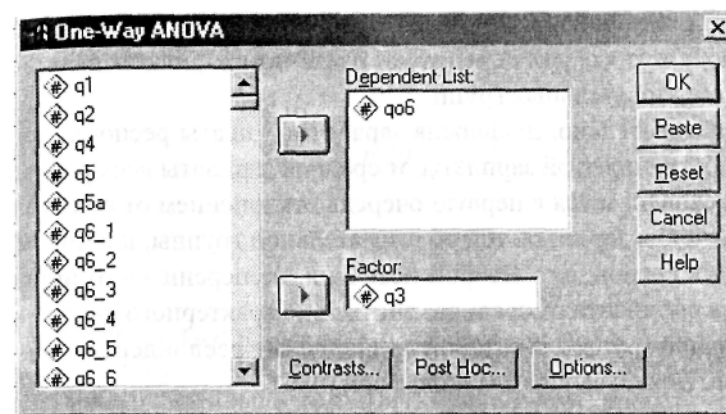 One-Way ANOVA
q1
q2
q4
q5
q5a
q6_1
q6_2
q6_3
q6_4
q6_5
q6_6
Dependent List:
qo6
Factor:
q3
OK
Paste
Reset
Cancel
Help
Contrasts...
Post Hoc...
Options...